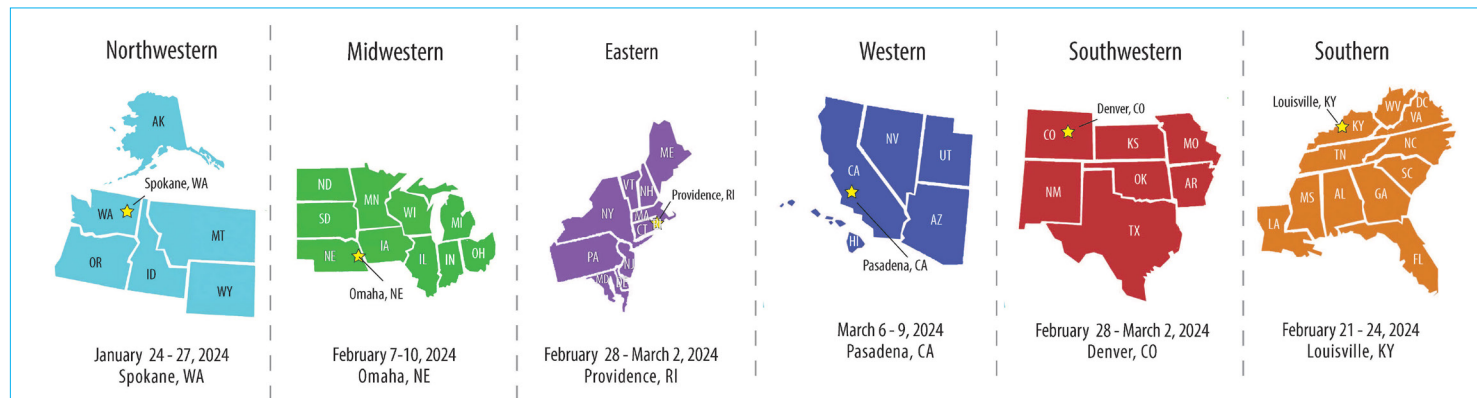 Northwestern
AK
Spokane, WA
WA
MT
OR
ID
WY
January 24 - 27, 2024
Spokane, WA
Midwestern
ND
MN
SD
WI
MI
NE
IA
IL
IN
OH
Omaha, NE
February 7-10, 2024
Omaha, NE
Eastern
ME
VT
NH
Providence, RI
NY
MA
CT
PA
NJ
MD
DE
February 28 - March 2, 2024
Providence, RI
Western
NV
UT
CA
AZ
HI
Pasadena, CA
March 6 - 9, 2024
Pasadena, CA
Southwestern
Denver, CO
CO
KS
MO
OK
AR
NM
TX
February 28 - March 2, 2024
Denver, CO
Southern
Louisville, KY
WV
DC
VA
KY
NC
TN
SC
MS
AL
GA
LA
FL
February 21 - 24, 2024
Louisville, KY